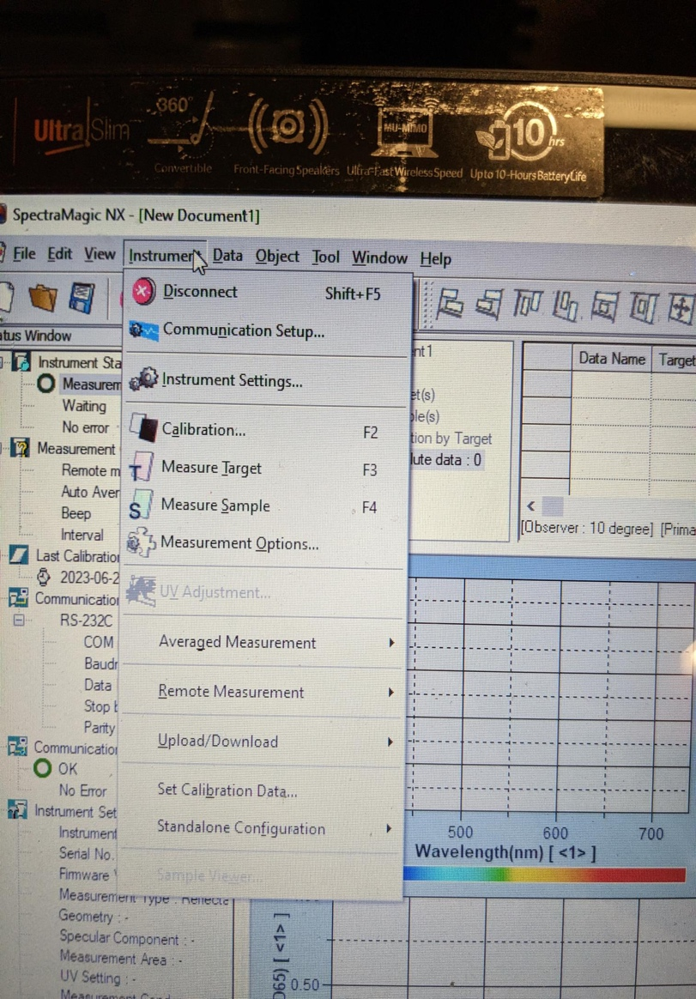 Ultra Slim
360°
MU-MIMO
10 hrs
Convertible
Front-Facing Speakers
Ultra-Fast Wireless Speed
Up to 10-Hours Battery Life
SpectraMagic NX - [New Document1]
File Edit View Instrument Data Object Tool Window Help
Disconnect Shift+F5
Communication Setup...
Instrument Settings...
Calibration... F2
Measure Target F3
Measure Sample F4
Measurement Options...
UV Adjustment...
Averaged Measurement
Remote Measurement
Upload/Download
Set Calibration Data...
Standalone Configuration
Sample Viewer...
atus Window
Instrument Sta
Measurem
Waiting
No error
Measurement
Remote m
Auto Aver
Beep
Interval
Last Calibratio
2023-06-2
Communicatio
RS-232C
COM
Baudr
Data
Stop b
Parity
Communicatio
OK
No Error
Instrument Set
Instrument
Serial No.
Firmware
Measurement Type : Reflecta
Geometry : -
Specular Component : -
Measurement Area : -
UV Setting : -
nt1
et(s)
ple(s)
tion by Target
lute data : 0
Data Name Target
<
[Observer : 10 degree] [Prima
500 600 700
Wavelength(nm) [ <1> ]
D65) [ <1> ]
0.50